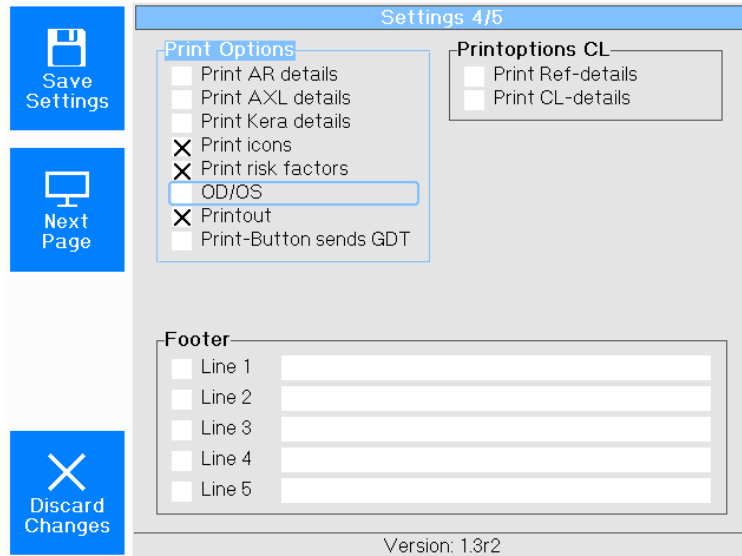 Settings 4/5
Save
Settings
Next
Page
Discard
Changes
Print Options
Print AR details
Print AXL details
Print Kera details
Print icons
Print risk factors
OD/OS
Printout
Print-Button sends GDT
Printoptions CL
Print Ref-details
Print CL-details
Footer
Line 1
Line 2
Line 3
Line 4
Line 5
Version: 1.3r2